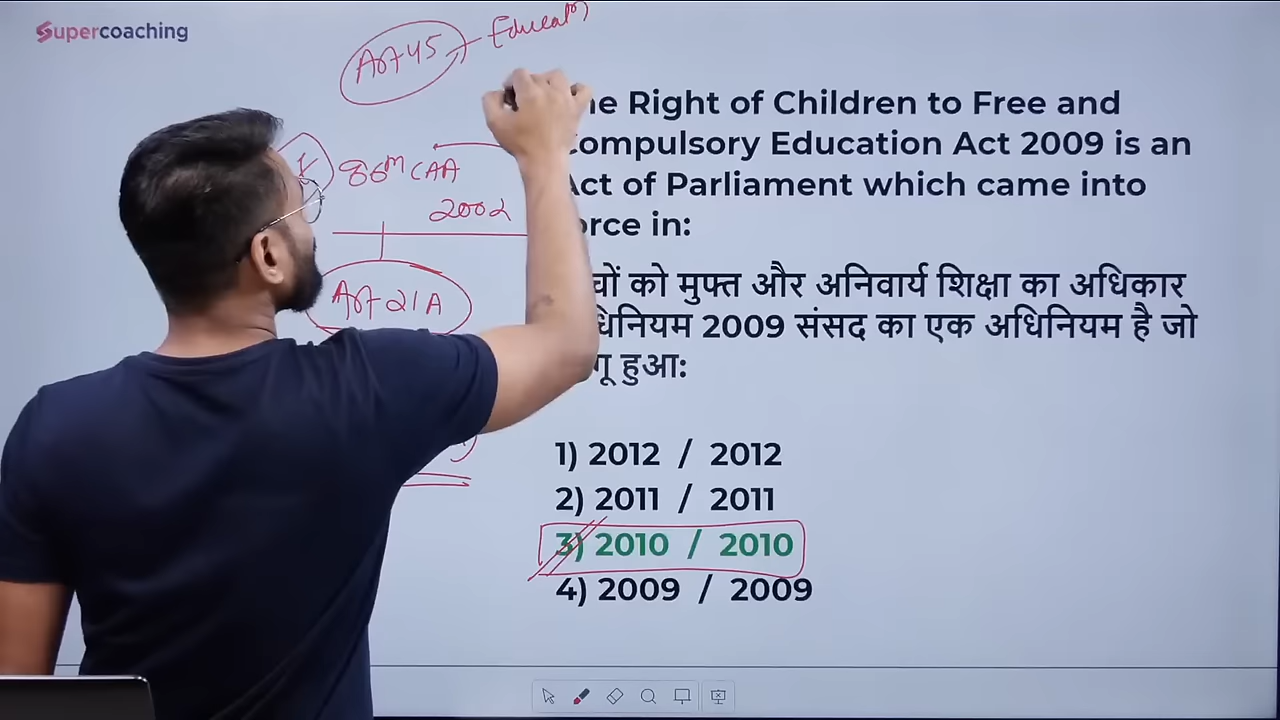 Supercoaching
Art 45 → Educatn
he Right of Children to Free and
ompulsory Education Act 2009 is an
Act of Parliament which came into
orce in:
86th CAA
2002
Art 21A
चों को मुफ्त और अनिवार्य शिक्षा का अधिकार
धिनियम 2009 संसद का एक अधिनियम है जो
गू हुआ:
1) 2012 / 2012
2) 2011 / 2011
3) 2010 / 2010
4) 2009 / 2009